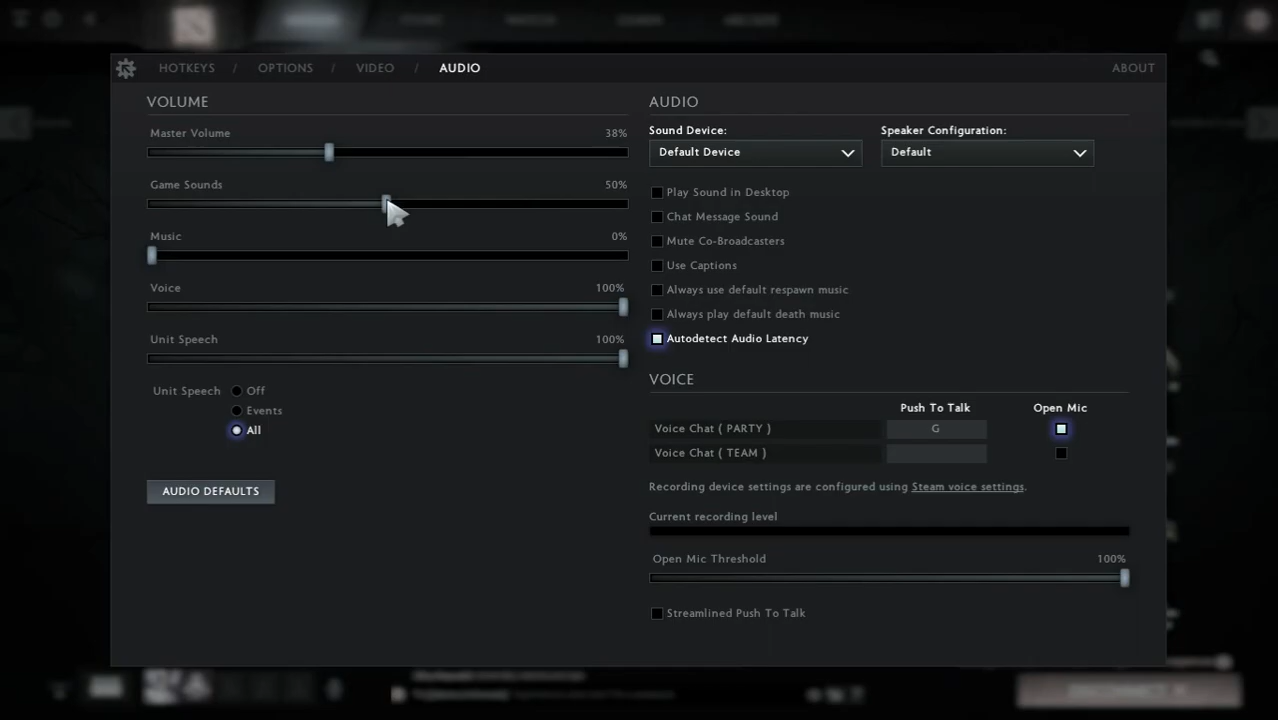 HOTKEYS / OPTIONS / VIDEO / AUDIO ABOUT
VOLUME
Master Volume 38%
Game Sounds 50%
Music 0%
Voice 100%
Unit Speech 100%
Unit Speech Off
Events
All
AUDIO DEFAULTS
AUDIO
Sound Device: Speaker Configuration:
Default Device Default
Play Sound in Desktop
Chat Message Sound
Mute Co-Broadcasters
Use Captions
Always use default respawn music
Always play default death music
Autodetect Audio Latency
VOICE
Push To Talk Open Mic
Voice Chat ( PARTY ) G
Voice Chat ( TEAM )
Recording device settings are configured using Steam voice settings.
Current recording level
Open Mic Threshold 100%
Streamlined Push To Talk